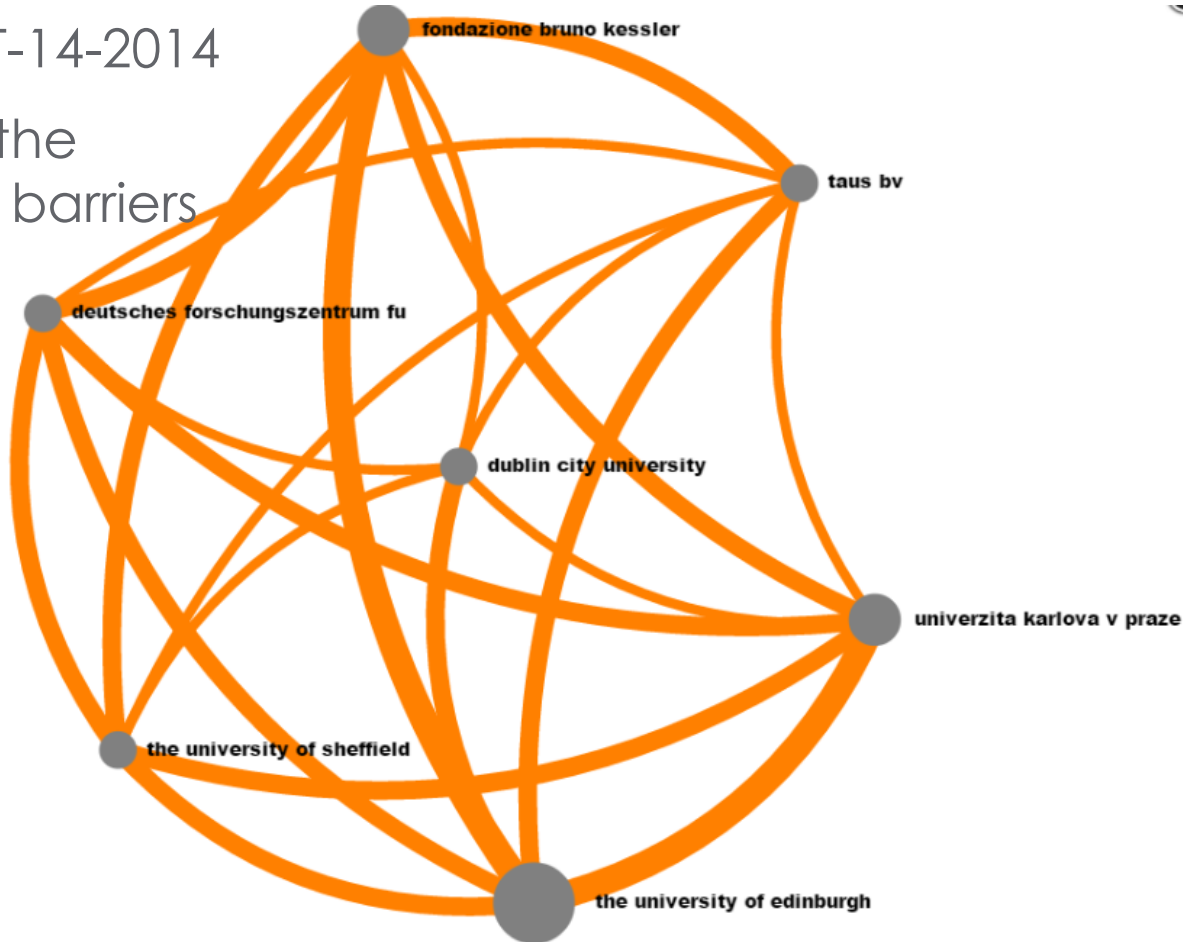 T-14-2014
the
barriers
fondazione bruno kessler
taus bv
deutsches forschungszentrum fu
dublin city university
univerzita karlova v praze
the university of sheffield
the university of edinburgh